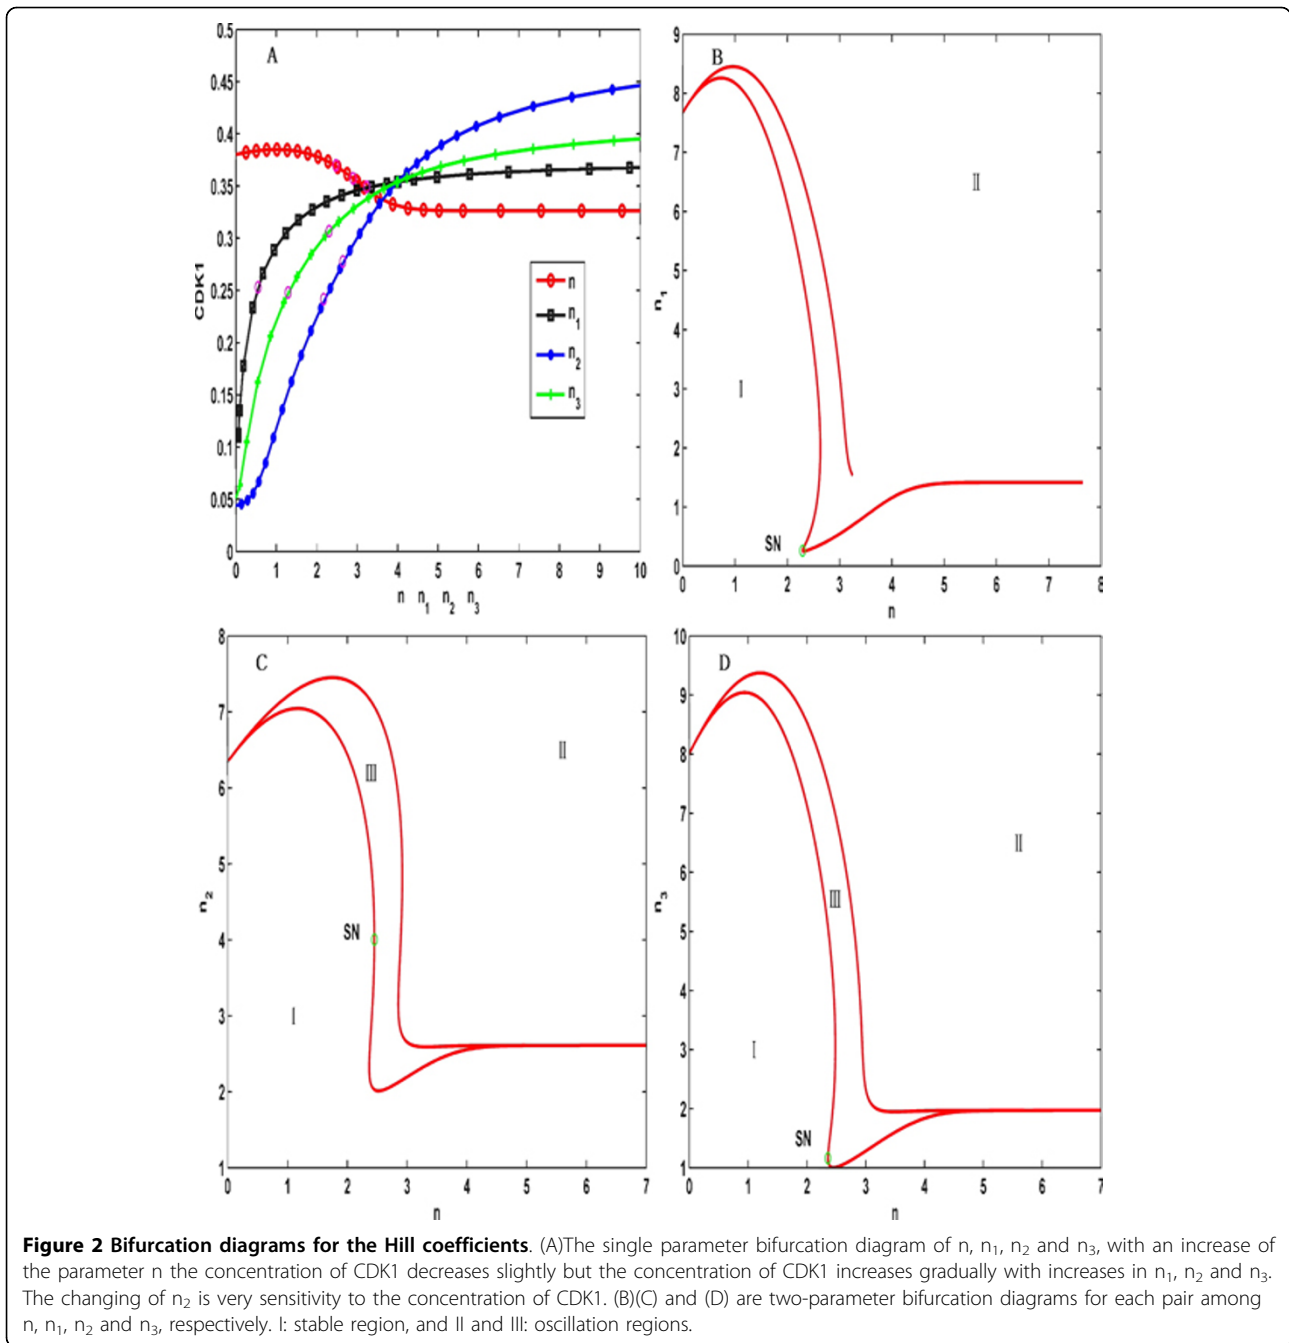 0.5
0.45
0.4
0.35
0.3
0.25
0.2
0.15
0.1
0.05
0
CDK1
A
n
n1
n2
n3
0 1 2 3 4 5 6 7 8 9 10
n n1 n2 n3
9
8
7
6
5
4
3
2
1
0
n1
B
Ⅱ
Ⅰ
SN
0 1 2 3 4 5 6 7 8
n
8
7
6
5
4
3
2
1
n2
C
Ⅱ
Ⅲ
SN
Ⅰ
0 1 2 3 4 5 6 7
n
10
9
8
7
6
5
4
3
2
1
n3
D
Ⅱ
Ⅲ
Ⅰ
SN
0 1 2 3 4 5 6 7
n
Figure 2 Bifurcation diagrams for the Hill coefficients. (A)The single parameter bifurcation diagram of n, n1, n2 and n3, with an increase of
the parameter n the concentration of CDK1 decreases slightly but the concentration of CDK1 increases gradually with increases in n1, n2 and n3.
The changing of n2 is very sensitivity to the concentration of CDK1. (B)(C) and (D) are two-parameter bifurcation diagrams for each pair among
n, n1, n2 and n3, respectively. I: stable region, and II and III: oscillation regions.